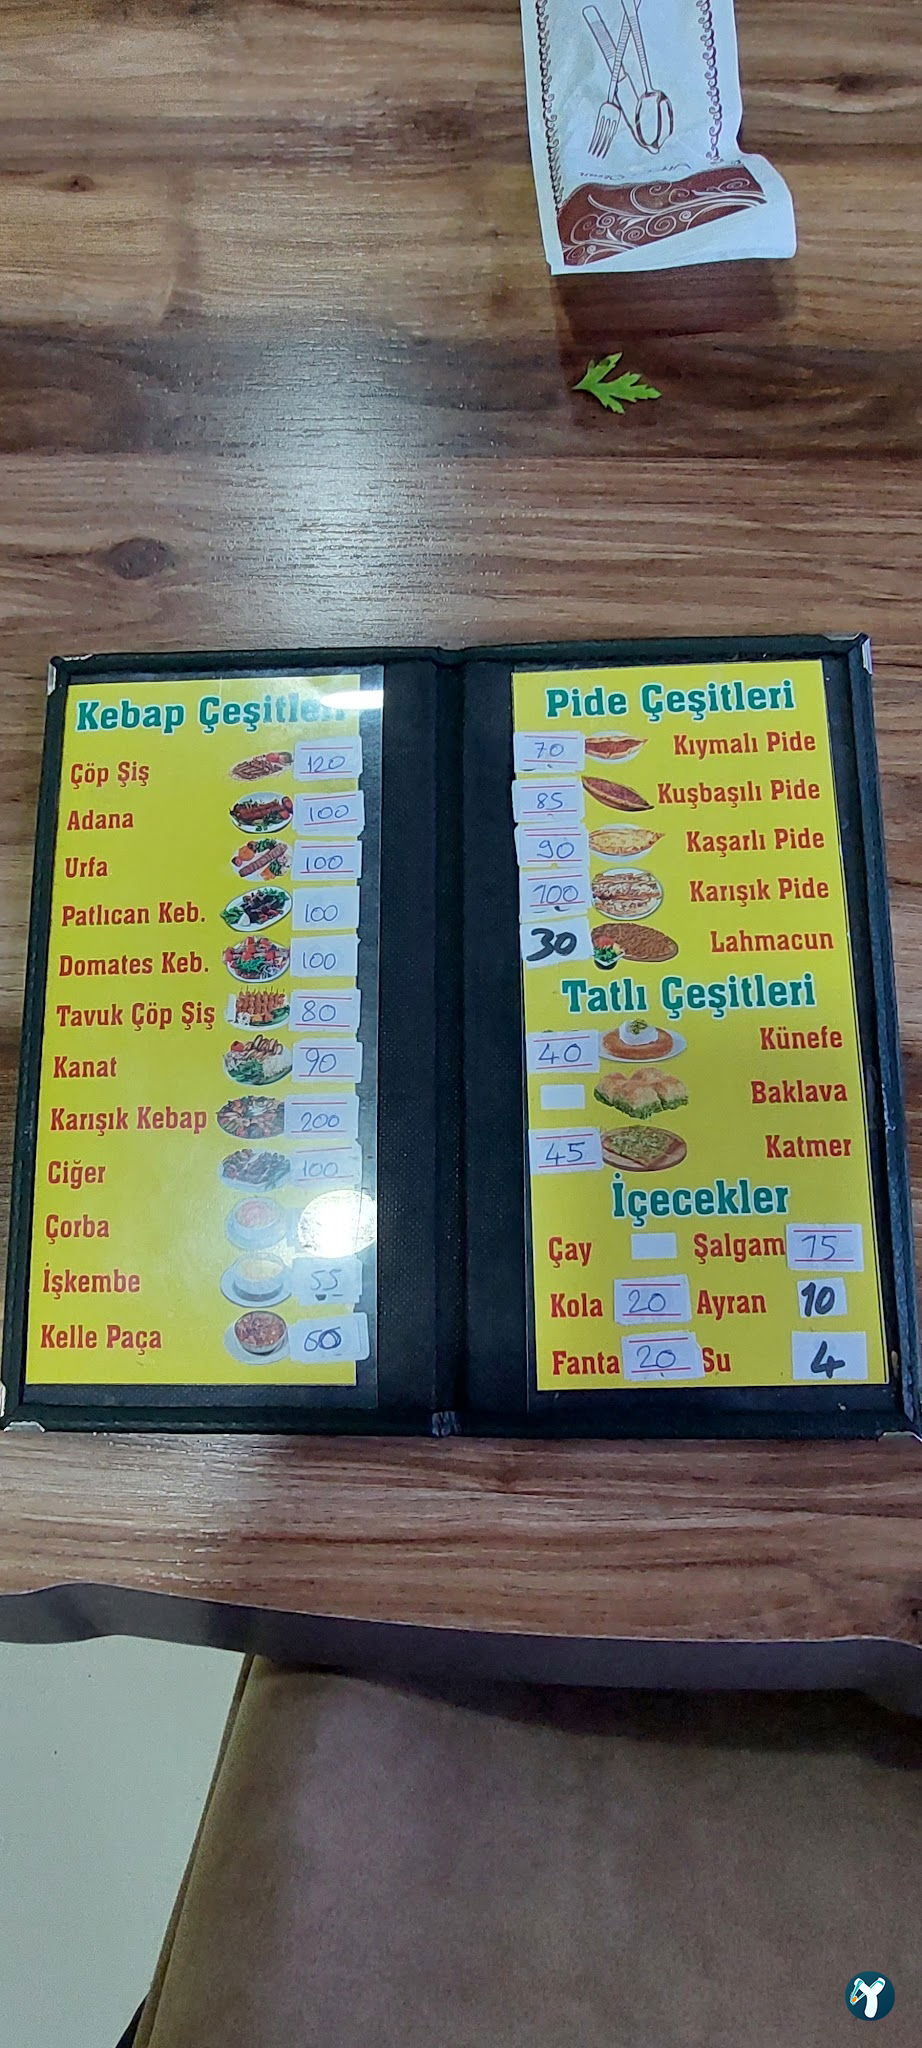 Kebap Çeşitleri
Çöp Şiş 120
Adana 100
Urfa 100
Patlıcan Keb. 100
Domates Keb. 100
Tavuk Çöp Şiş 80
Kanat 90
Karışık Kebap 200
Ciğer 100
Çorba
İşkembe 55
Kelle Paça 60
Pide Çeşitleri
70 Kıymalı Pide
85 Kuşbaşılı Pide
90 Kaşarlı Pide
100 Karışık Pide
30 Lahmacun
Tatlı Çeşitleri
40 Künefe
Baklava
45 Katmer
İçecekler
Çay Şalgam 15
Kola 20 Ayran 10
Fanta 20 Su 4